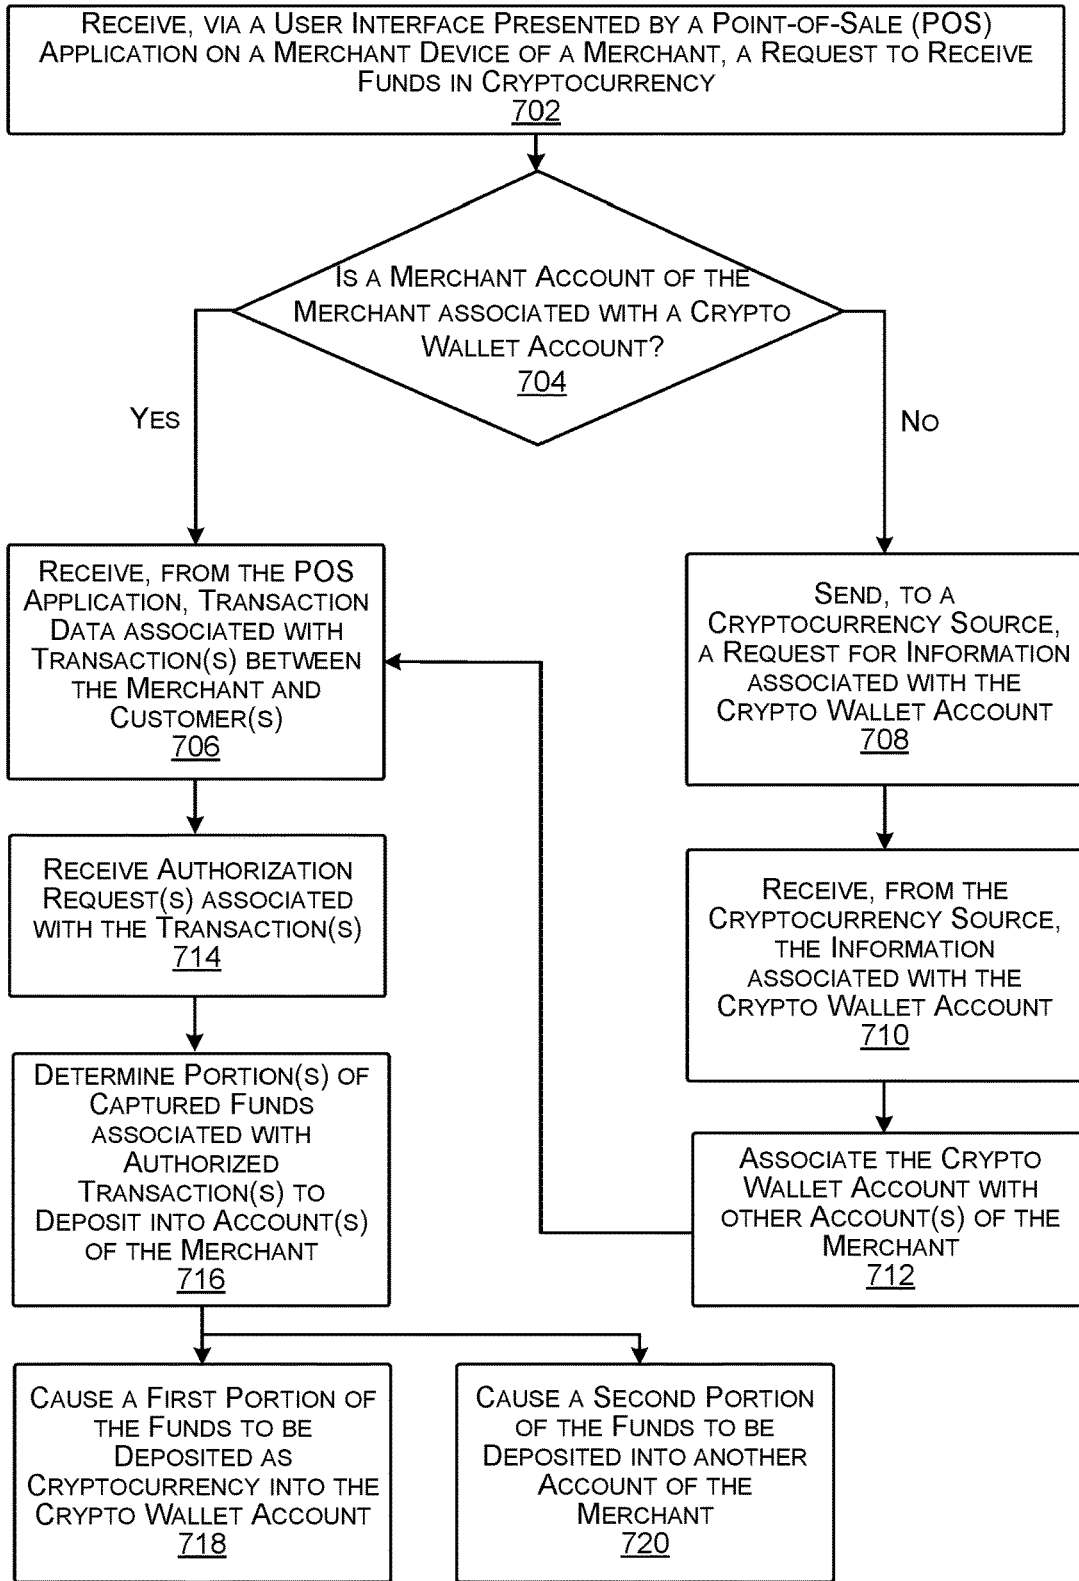 RECEIVE, VIA A USER INTERFACE PRESENTED BY A POINT-OF-SALE (POS)
APPLICATION ON A MERCHANT DEVICE OF A MERCHANT, A REQUEST TO RECEIVE
FUNDS IN CRYPTOCURRENCY
702
IS A MERCHANT ACCOUNT OF THE
MERCHANT ASSOCIATED WITH A CRYPTO
WALLET ACCOUNT?
704
YES
NO
RECEIVE, FROM THE POS
APPLICATION, TRANSACTION
DATA ASSOCIATED WITH
TRANSACTION(S) BETWEEN
THE MERCHANT AND
CUSTOMER(S)
706
SEND, TO A
CRYPTOCURRENCY SOURCE,
A REQUEST FOR INFORMATION
ASSOCIATED WITH THE
CRYPTO WALLET ACCOUNT
708
RECEIVE AUTHORIZATION
REQUEST(S) ASSOCIATED
WITH THE TRANSACTION(S)
714
RECEIVE, FROM THE
CRYPTOCURRENCY SOURCE,
THE INFORMATION
ASSOCIATED WITH THE
CRYPTO WALLET ACCOUNT
710
DETERMINE PORTION(S) OF
CAPTURED FUNDS
ASSOCIATED WITH
AUTHORIZED
TRANSACTION(S) TO
DEPOSIT INTO ACCOUNT(S)
OF THE MERCHANT
716
ASSOCIATE THE CRYPTO
WALLET ACCOUNT WITH
OTHER ACCOUNT(S) OF THE
MERCHANT
712
CAUSE A FIRST PORTION OF
THE FUNDS TO BE
DEPOSITED AS
CRYPTOCURRENCY INTO THE
CRYPTO WALLET ACCOUNT
718
CAUSE A SECOND PORTION
OF THE FUNDS TO BE
DEPOSITED INTO ANOTHER
ACCOUNT OF THE
MERCHANT
720